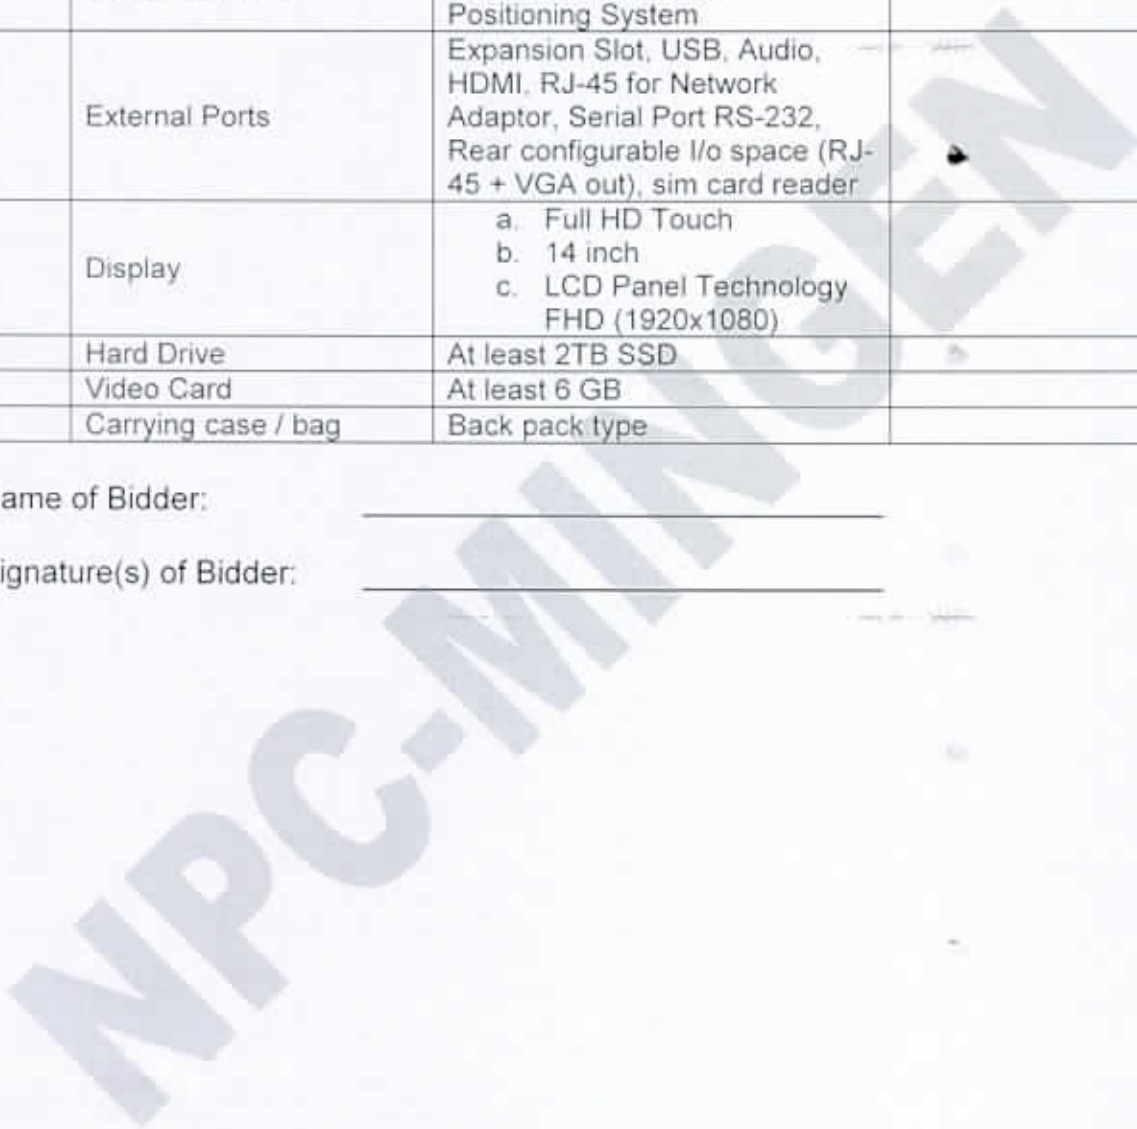 Positioning System
External Ports
Expansion Slot, USB, Audio,
HDMI, RJ-45 for Network
Adaptor, Serial Port RS-232,
Rear configurable I/o space (RJ-
45 + VGA out), sim card reader
Display
a. Full HD Touch
b. 14 inch
c. LCD Panel Technology
FHD (1920x1080)
Hard Drive At least 2TB SSD
Video Card At least 6 GB
Carrying case / bag Back pack type
ame of Bidder:
ignature(s) of Bidder:
NPC-MINGEN